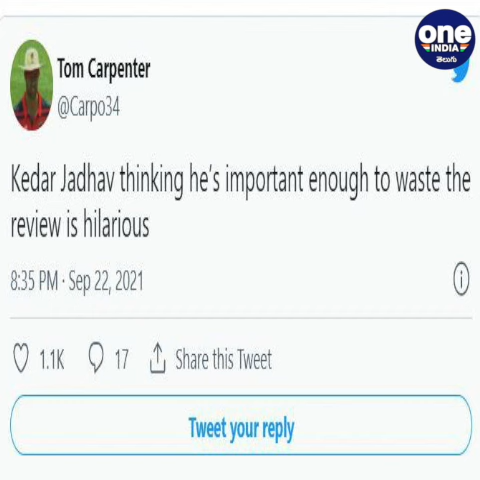 one
INDIA
తెలుగు
Tom Carpenter
@Carpo34
Kedar Jadhav thinking he's important enough to waste the
review is hilarious
8:35 PM · Sep 22, 2021
1.1K 17 Share this Tweet
Tweet your reply